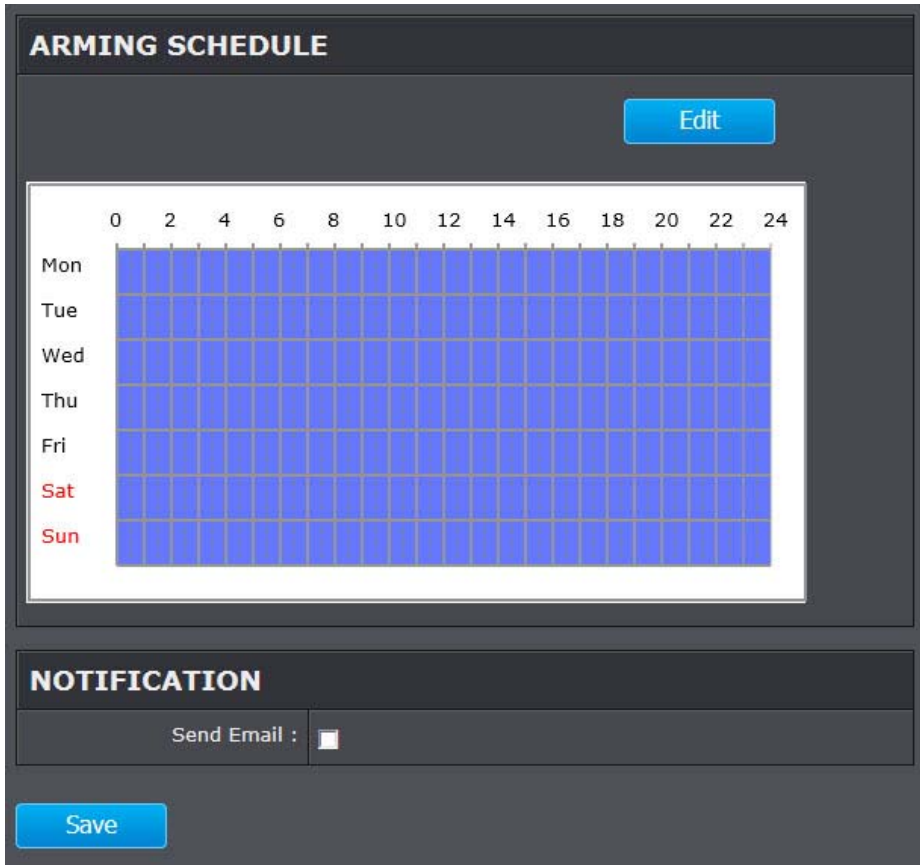 ARMING SCHEDULE
Edit
0 2 4 6 8 10 12 14 16 18 20 22 24
Mon
Tue
Wed
Thu
Fri
Sat
Sun
NOTIFICATION
Send Email :
Save